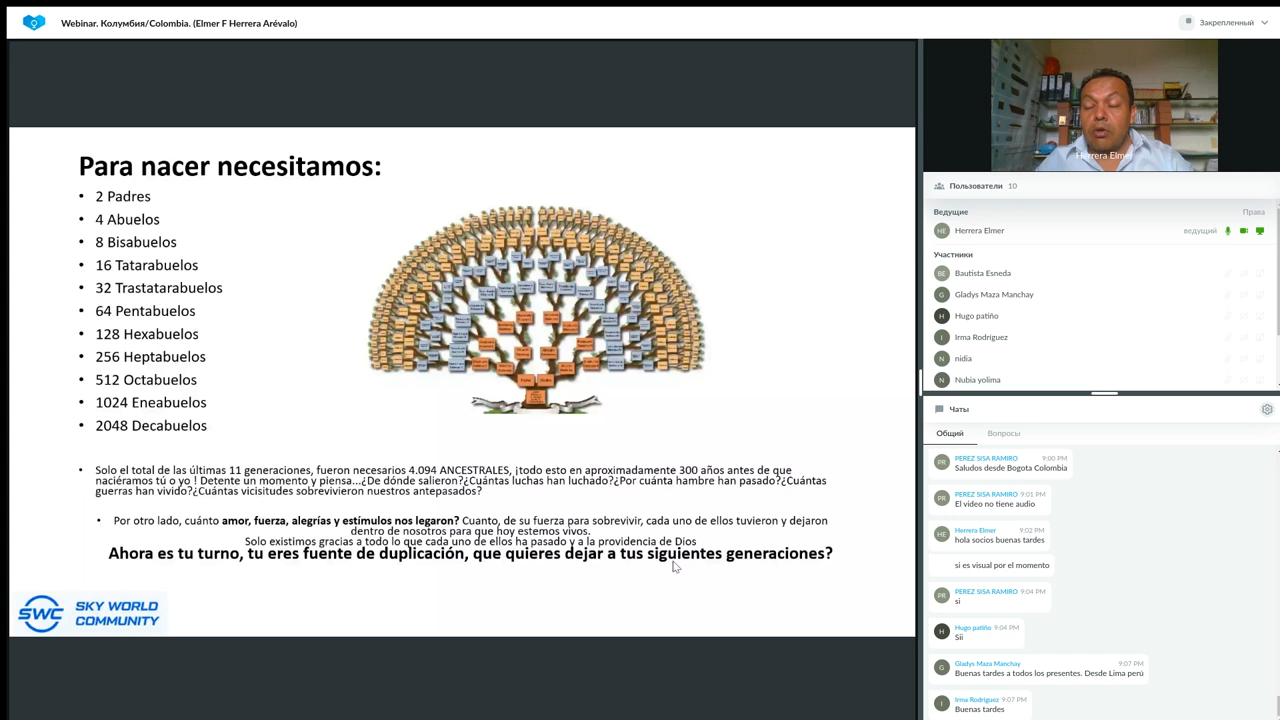 Webinar. Колумбия/Colombia. (Elmer F Herrera Arévalo)
Закрепленный
Para nacer necesitamos:
• 2 Padres
• 4 Abuelos
• 8 Bisabuelos
• 16 Tatarabuelos
• 32 Trastatarabuelos
• 64 Pentabuelos
• 128 Hexabuelos
• 256 Heptabuelos
• 512 Octabuelos
• 1024 Eneabuelos
• 2048 Decabuelos
• Solo el total de las últimas 11 generaciones, fueron necesarios 4.094 ANCESTRALES, ¡todo esto en aproximadamente 300 años antes de que
naciéramos tú o yo ! Detente un momento y piensa...¿De dónde salieron?¿Cuántas luchas han luchado?¿Por cuánta hambre han pasado?¿Cuántas
guerras han vivido?¿Cuántas vicisitudes sobrevivieron nuestros antepasados?
• Por otro lado, cuánto amor, fuerza, alegrías y estímulos nos legaron? Cuanto, de su fuerza para sobrevivir, cada uno de ellos tuvieron y dejaron
dentro de nosotros para que hoy estemos vivos.
Solo existimos gracias a todo lo que cada uno de ellos ha pasado y a la providencia de Dios
Ahora es tu turno, tu eres fuente de duplicación, que quieres dejar a tus siguientes generaciones?
SWC SKY WORLD
COMMUNITY
Herrera Elmer
Пользователи 10
Ведущие Права
HE Herrera Elmer ведущий
Участники
BE Bautista Esneda
G Gladys Maza Manchay
H Hugo patiño
I Irma Rodríguez
N nidia
N Nubia yolima
Чаты
Общий Вопросы
PR PEREZ SISA RAMIRO 9:00 PM
Saludos desde Bogota Colombia
PR PEREZ SISA RAMIRO 9:01 PM
El video no tiene audio
HE Herrera Elmer 9:02 PM
hola socios buenas tardes
si es visual por el momento
PR PEREZ SISA RAMIRO 9:04 PM
si
H Hugo patiño 9:04 PM
Sii
G Gladys Maza Manchay 9:07 PM
Buenas tardes a todos los presentes. Desde Lima perú
I Irma Rodríguez 9:07 PM
Buenas tardes